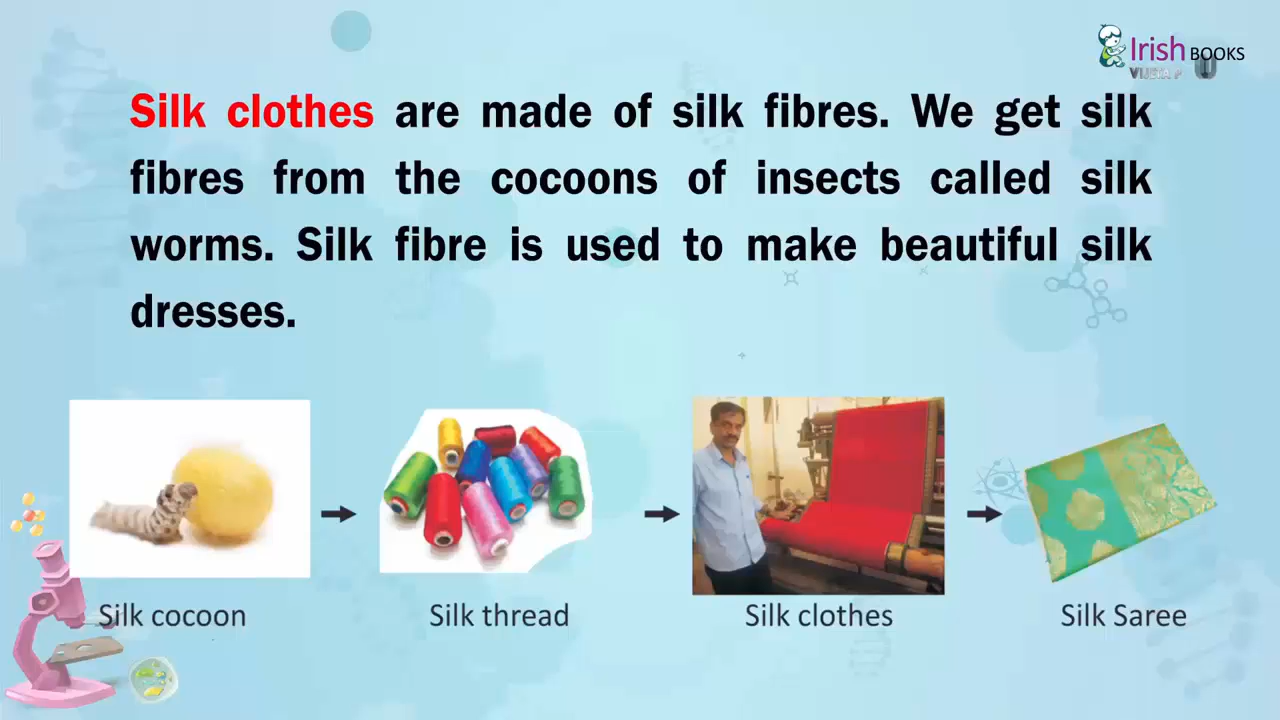 Irish BOOKS
Silk clothes are made of silk fibres. We get silk
fibres from the cocoons of insects called silk
worms. Silk fibre is used to make beautiful silk
dresses.
Silk cocoon
Silk thread
Silk clothes
Silk Saree